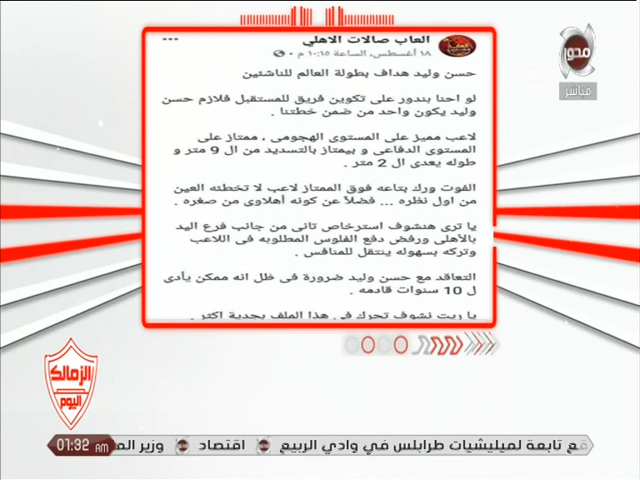 العاب صالات الاهلي
١٨ أغسطس، الساعة ١٠:١٥ م
حسن وليد هداف بطولة العالم للناشئين
لو احنا بندور على تكوين فريق للمستقبل فلازم حسن
وليد يكون واحد من ضمن خطتنا .
لاعب مميز على المستوى الهجومى ، ممتاز على
المستوى الدفاعى و بيمتاز بالتسديد من ال 9 متر و
طوله يعدى ال 2 متر .
الفوت ورك بتاعه فوق الممتاز لاعب لا تخطئه العين
من اول نظره ... فضلاً عن كونه أهلاوى من صغره .
يا ترى هنشوف استرخاص تانى من جانب فرع اليد
بالأهلى ورفض دفع الفلوس المطلوبه فى اللاعب
وتركه بسهوله ينتقل للمنافس .
التعاقد مع حسن وليد ضرورة فى ظل انه ممكن يأدى
ل 10 سنوات قادمه .
يا ريت نشوف تحرك فى هذا الملف بجدية اكتر .
محور
مباشر
الزمالك
اليوم
01:32 AM
قع تابعة لميليشيات طرابلس في وادي الربيع اقتصاد وزير الم